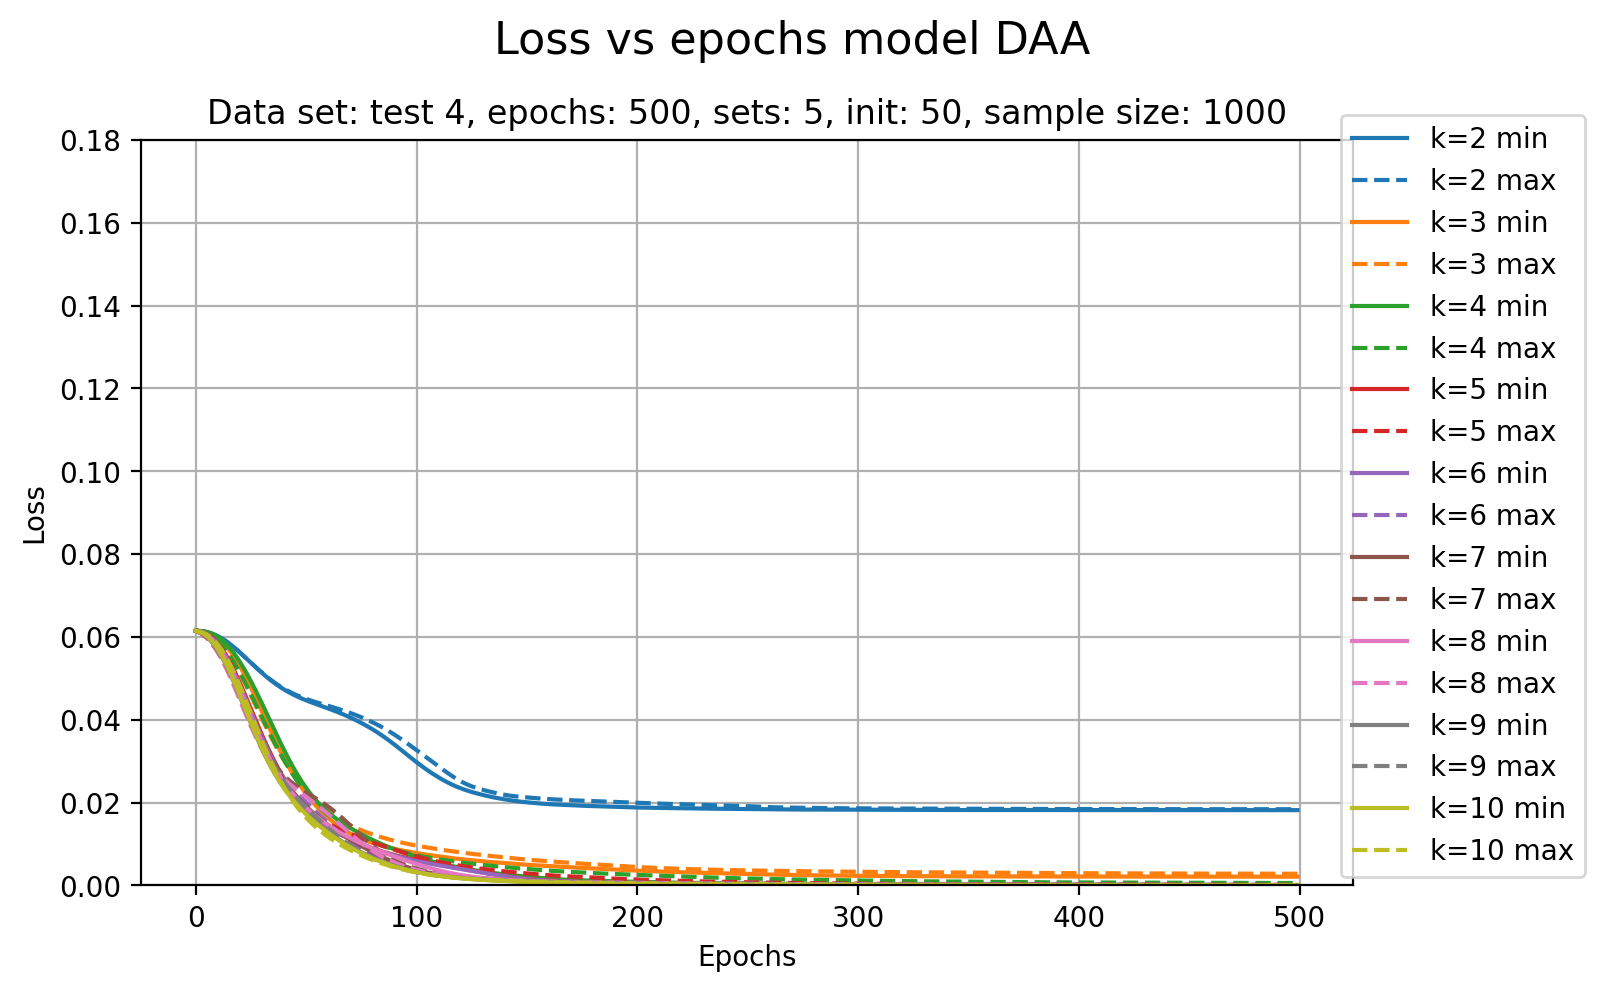 Loss vs epochs model DAA
Data set: test 4, epochs: 500, sets: 5, init: 50, sample size: 1000
0.18
0.16
0.14
0.12
0.10
0.08
0.06
0.04
0.02
0.00
Loss
0 100 200 300 400 500
Epochs
k=2 min
k=2 max
k=3 min
k=3 max
k=4 min
k=4 max
k=5 min
k=5 max
k=6 min
k=6 max
k=7 min
k=7 max
k=8 min
k=8 max
k=9 min
k=9 max
k=10 min
k=10 max